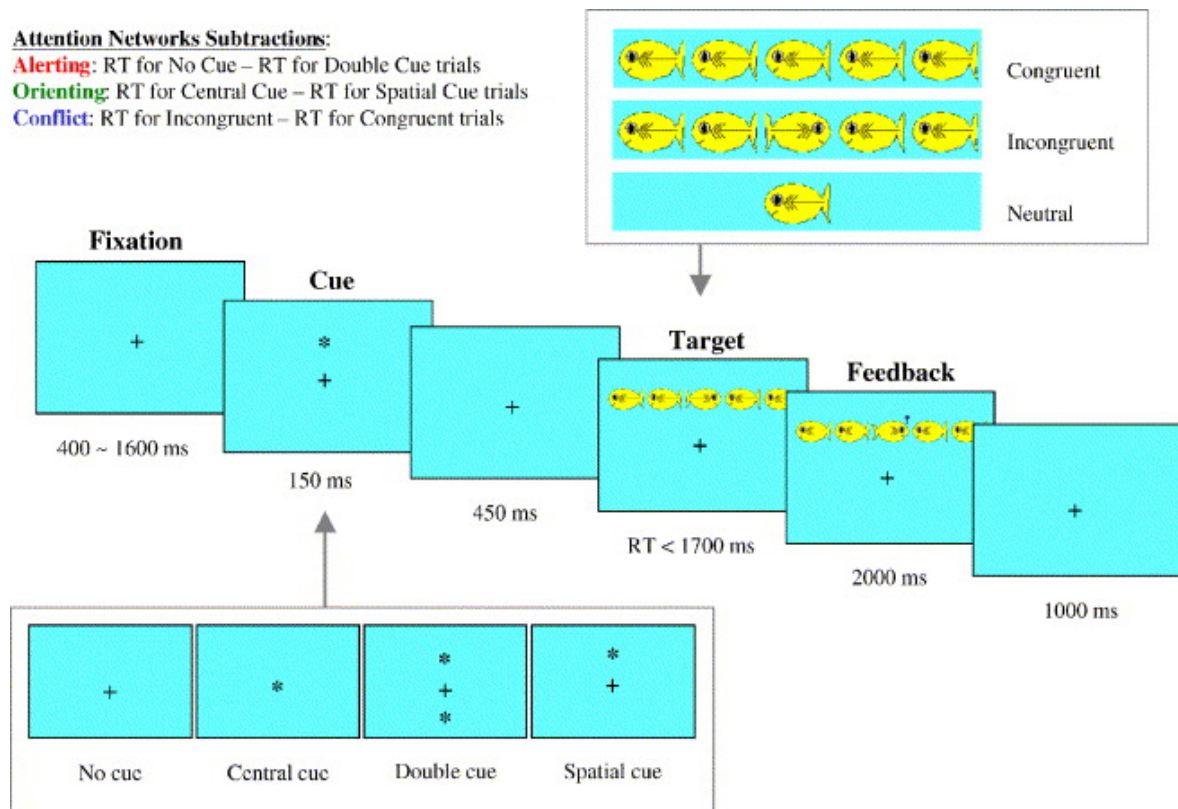 Attention Networks Subtractions:
Alerting: RT for No Cue – RT for Double Cue trials
Orienting: RT for Central Cue – RT for Spatial Cue trials
Conflict: RT for Incongruent – RT for Congruent trials
Congruent
Incongruent
Neutral
Fixation
Cue
Target
Feedback
400 ~ 1600 ms
150 ms
450 ms
RT < 1700 ms
2000 ms
1000 ms
No cue
Central cue
Double cue
Spatial cue